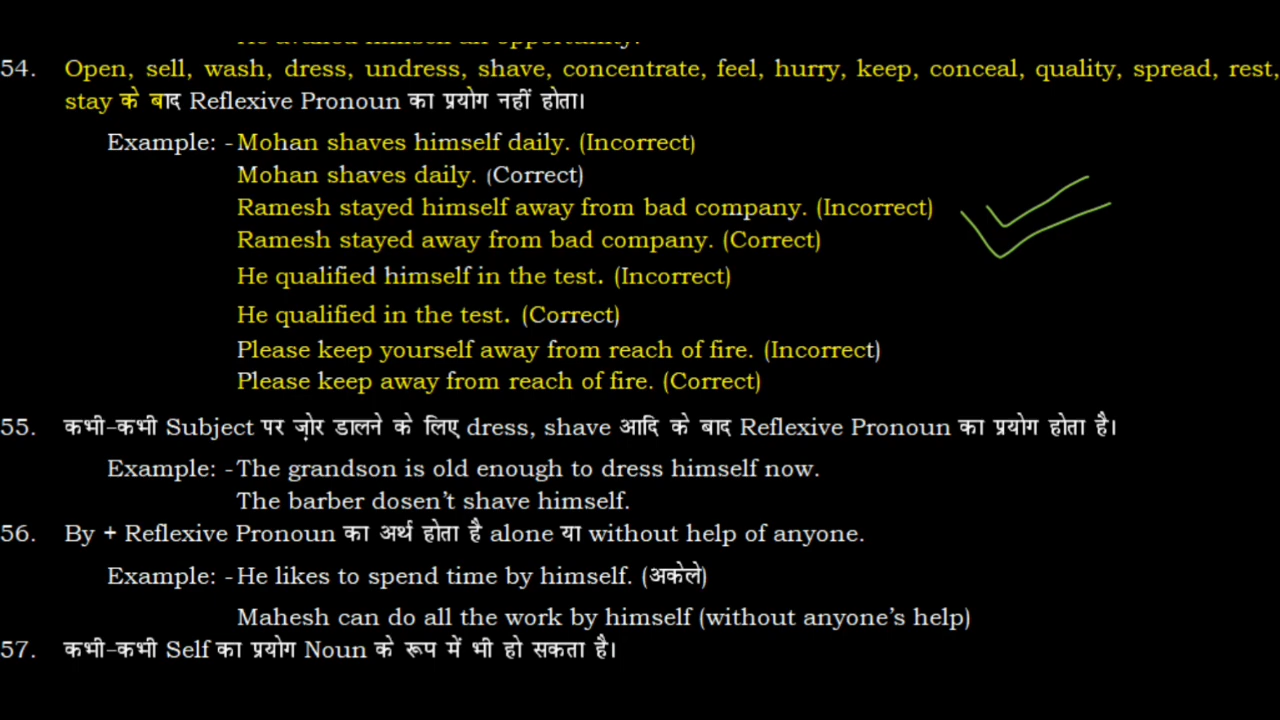 He availed himself an opportunity.
54. Open, sell, wash, dress, undress, shave, concentrate, feel, hurry, keep, conceal, quality, spread, rest,
stay के बाद Reflexive Pronoun का प्रयोग नहीं होता।
Example: - Mohan shaves himself daily. (Incorrect)
Mohan shaves daily. (Correct)
Ramesh stayed himself away from bad company. (Incorrect)
Ramesh stayed away from bad company. (Correct)
He qualified himself in the test. (Incorrect)
He qualified in the test. (Correct)
Please keep yourself away from reach of fire. (Incorrect)
Please keep away from reach of fire. (Correct)
55. कभी-कभी Subject पर ज़ोर डालने के लिए dress, shave आदि के बाद Reflexive Pronoun का प्रयोग होता है।
Example: - The grandson is old enough to dress himself now.
The barber dosen't shave himself.
56. By + Reflexive Pronoun का अर्थ होता है alone या without help of anyone.
Example: - He likes to spend time by himself. (अकेले)
Mahesh can do all the work by himself (without anyone's help)
57. कभी-कभी Self का प्रयोग Noun के रूप में भी हो सकता है।